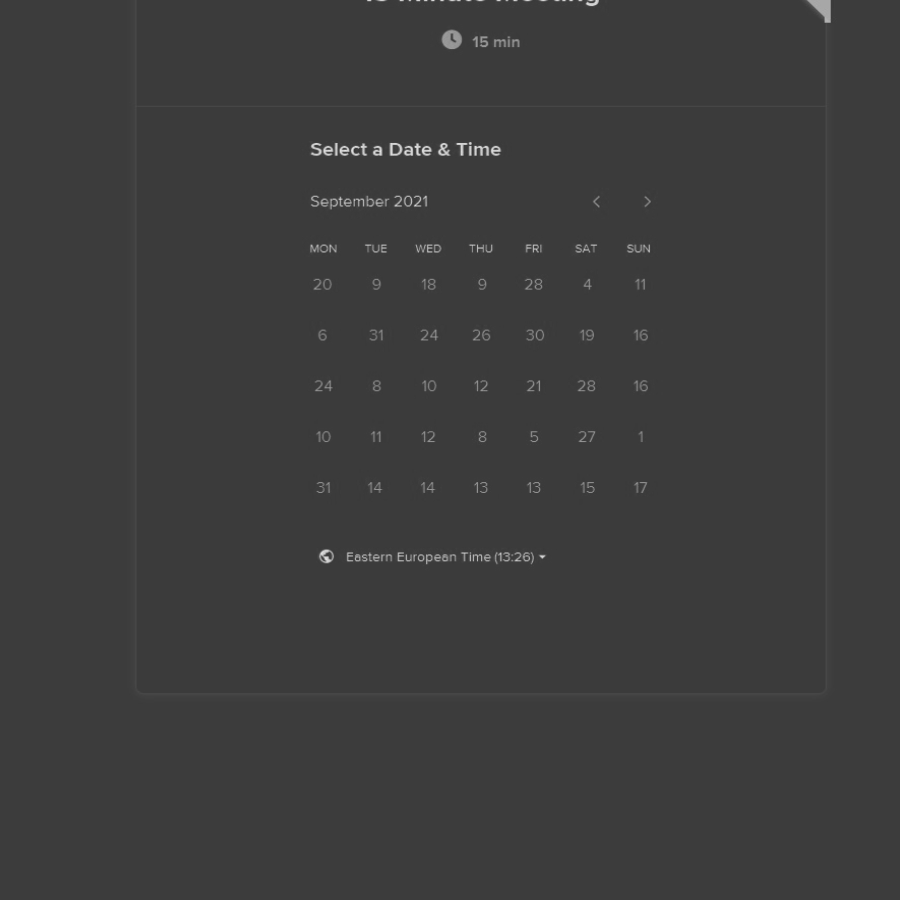 15 min
Select a Date & Time
September 2021
MON TUE WED THU FRI SAT SUN
20 9 18 9 28 4 11
6 31 24 26 30 19 16
24 8 10 12 21 28 16
10 11 12 8 5 27 1
31 14 14 13 13 15 17
Eastern European Time (13:26)